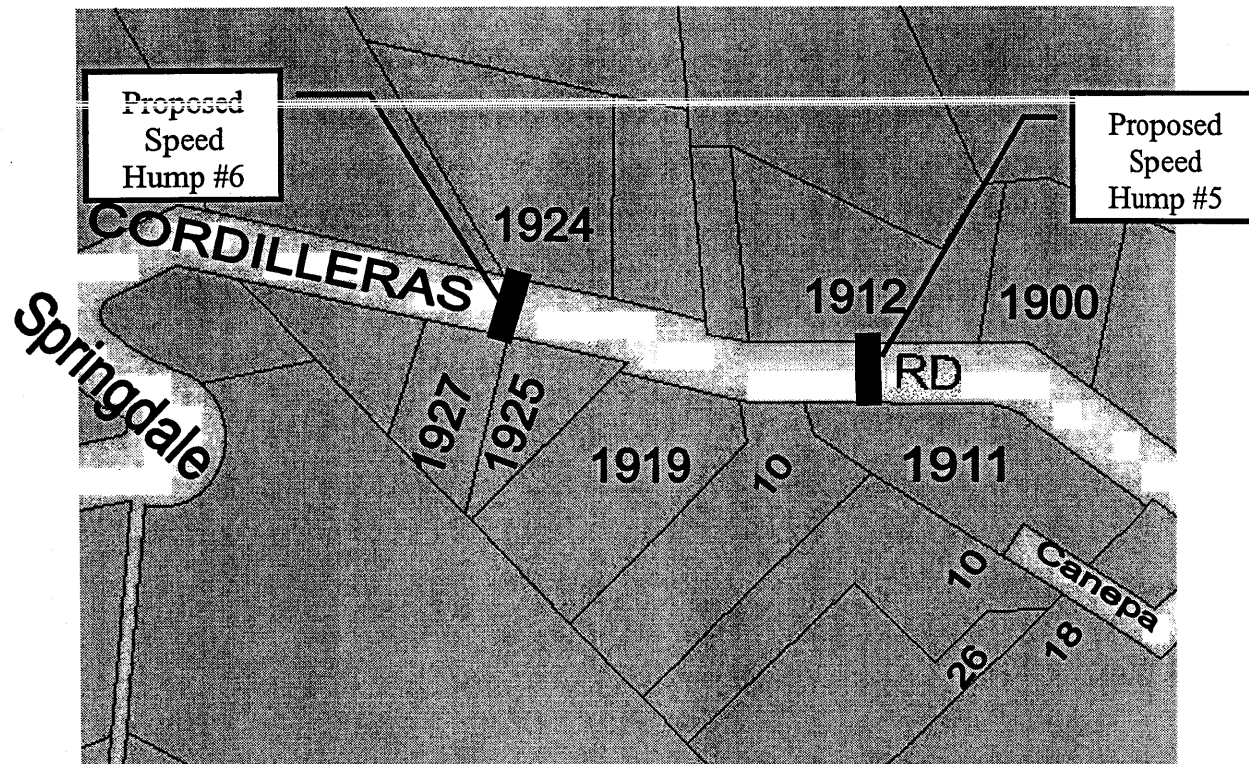 Proposed
Speed
Hump #6
Proposed
Speed
Hump #5
1924
CORDILLERAS
1912
1900
Springdale
RD
1927
1925
1919
10
1911
10
Canepa
26
18